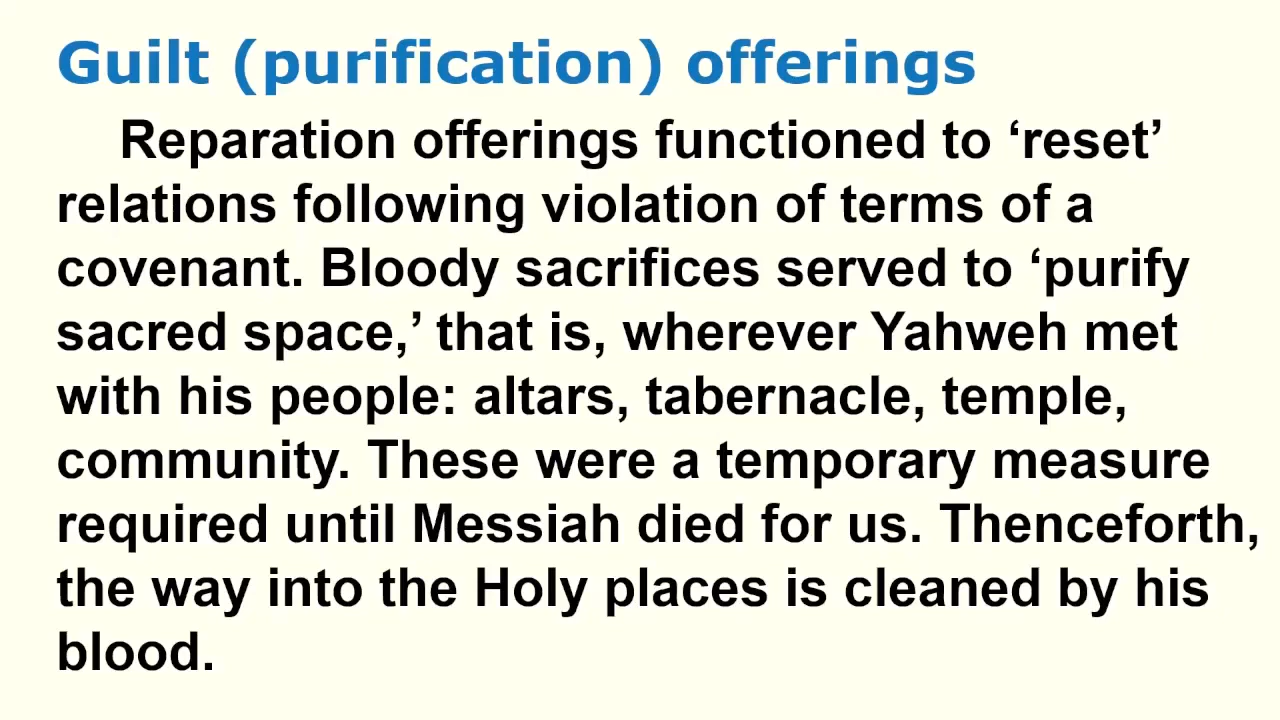 Guilt (purification) offerings
Reparation offerings functioned to ‘reset’
relations following violation of terms of a
covenant. Bloody sacrifices served to ‘purify
sacred space,’ that is, wherever Yahweh met
with his people: altars, tabernacle, temple,
community. These were a temporary measure
required until Messiah died for us. Thenceforth,
the way into the Holy places is cleaned by his
blood.